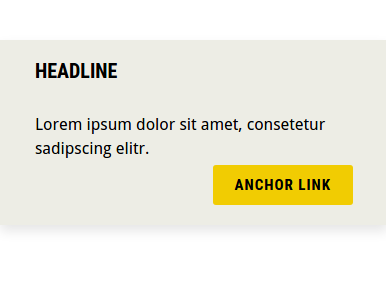 HEADLINE
Lorem ipsum dolor sit amet, consetetur
sadipscing elitr.
ANCHOR LINK